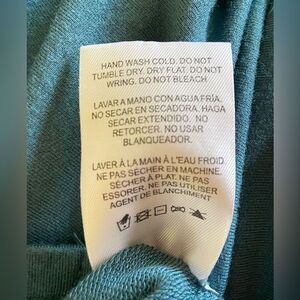 HAND WASH COLD. DO NOT
TUMBLE DRY. DRY FLAT. DO NOT
WRING. DO NOT BLEACH
LAVAR A MANO CON AGUA FRÍA.
NO SECAR EN SECADORA. HAGA
SECAR EXTENDIDO. NO
RETORCER. NO USAR
BLANQUEADOR.
LAVER À LA MAIN À L'EAU FROID.
NE PAS SÉCHER EN MACHINE.
SÉCHER À PLAT. NE PAS
ESSORER. NE PAS UTILISER
AGENT DE BLANCHIMENT